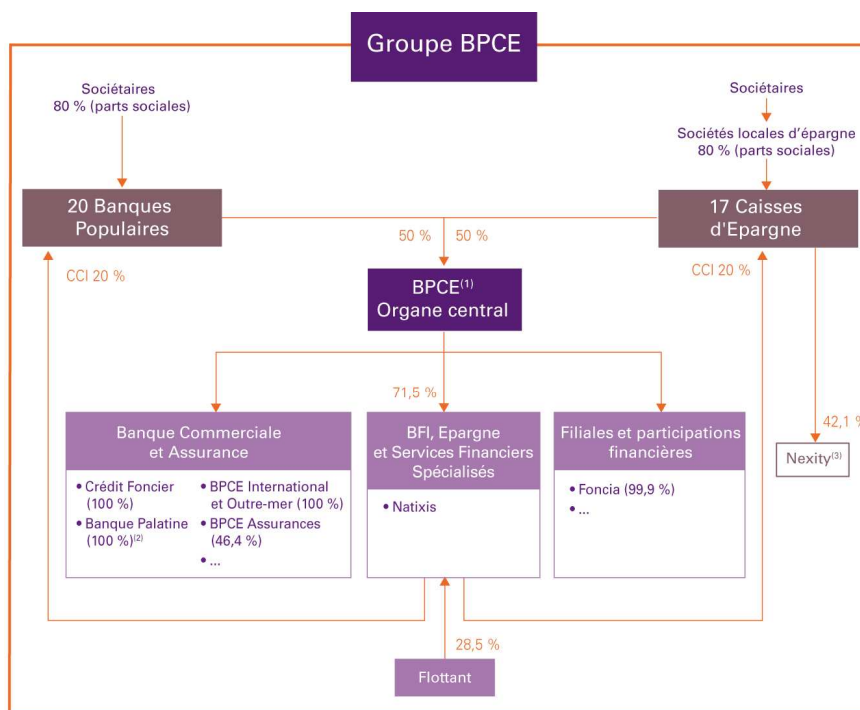 Groupe BPCE
Sociétaires
80 % (parts sociales)
Sociétaires
Sociétés locales d'épargne
80 % (parts sociales)
20 Banques
Populaires
17 Caisses
d'Epargne
50 %
50 %
CCI 20 %
CCI 20 %
BPCE(1)
Organe central
71,5 %
42,1 %
Banque Commerciale
et Assurance
• Crédit Foncier
(100 %)
• Banque Palatine
(100 %)(2)
• BPCE International
et Outre-mer (100 %)
• BPCE Assurances
(46,4 %)
• ...
BFI, Epargne
et Services Financiers
Spécialisés
• Natixis
Filiales et participations
financières
• Foncia (99,9 %)
• ...
Nexity(3)
28,5 %
Flottant